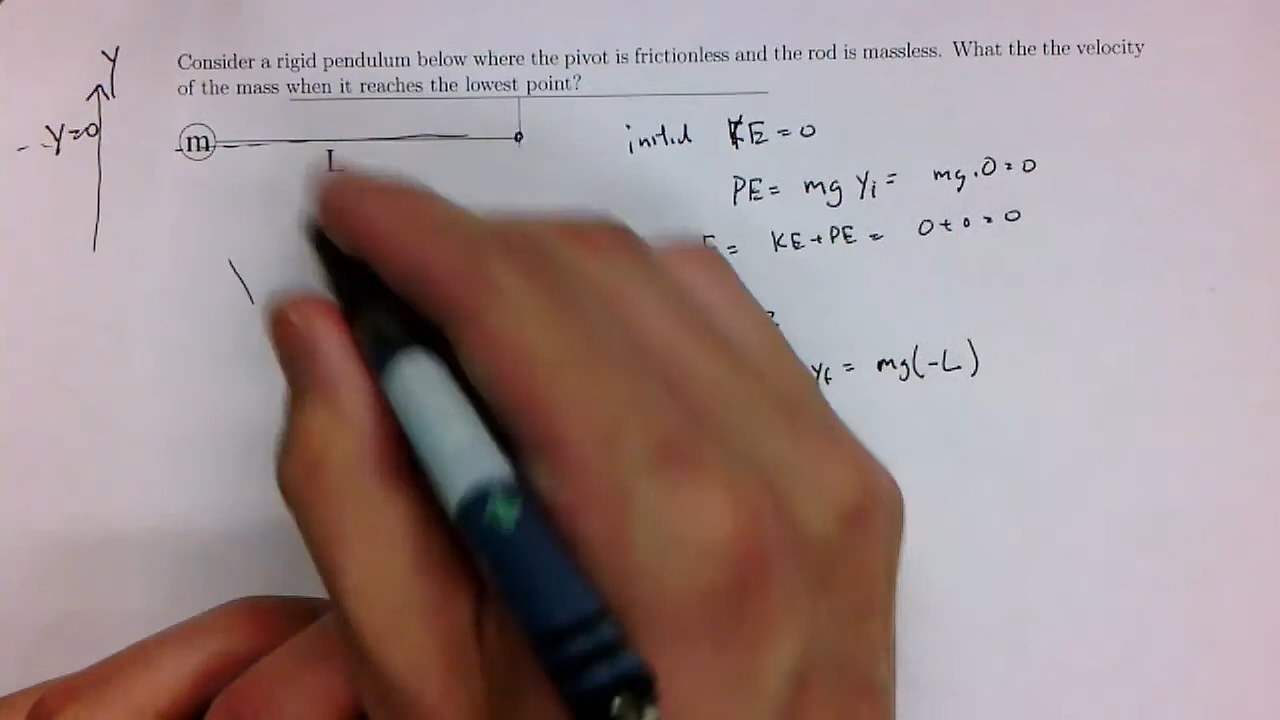 Consider a rigid pendulum below where the pivot is frictionless and the rod is massless. What the the velocity
of the mass when it reaches the lowest point?
Y
Y=0
m
L
initial KE = 0
PE = mg Yi = mg.0 = 0
= KE + PE = 0 + 0 = 0
yf = mg(-L)